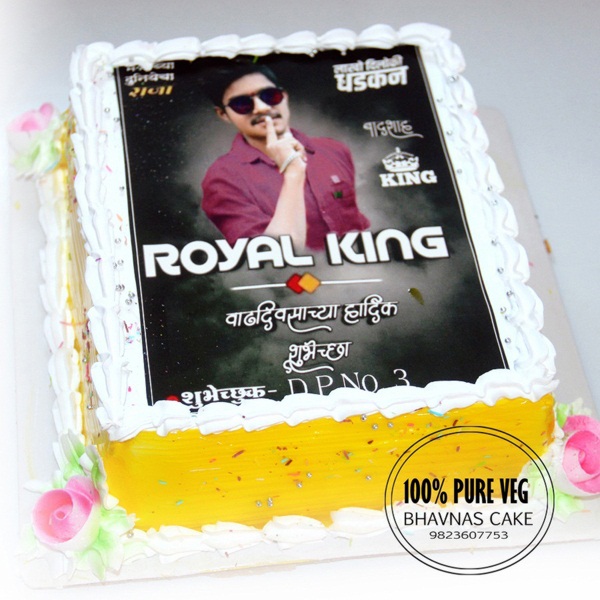 दुनियेचा
राजा
लाखो दिलोंकी
धडकन
बादशाह
KING
ROYAL KING
वाढदिवसाच्या हार्दिक
शुभेच्छा
शुभेच्छुक- D.P. No. 3
100% PURE VEG
BHAVNAS CAKE
9823607753